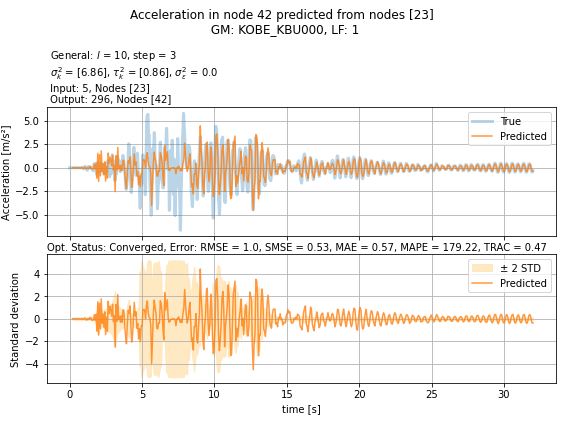 Acceleration in node 42 predicted from nodes [23]
GM: KOBE_KBU000, LF: 1
General: l = 10, step = 3
σ²ₖ = [6.86], τ²ₖ = [0.86], σ²ε = 0.0
Input: 5, Nodes [23]
Output: 296, Nodes [42]
Acceleration [m/s²]
5.0
2.5
0.0
−2.5
−5.0
True
Predicted
Opt. Status: Converged, Error: RMSE = 1.0, SMSE = 0.53, MAE = 0.57, MAPE = 179.22, TRAC = 0.47
Standard deviation
4
2
0
−2
−4
± 2 STD
Predicted
0 5 10 15 20 25 30
time [s]